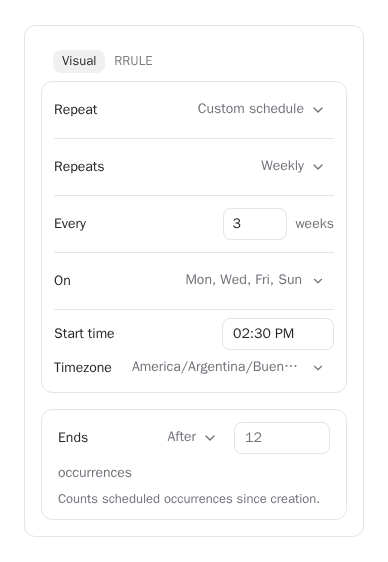 Visual RRULE
Repeat Custom schedule
Repeats Weekly
Every 3 weeks
On Mon, Wed, Fri, Sun
Start time 02:30 PM
Timezone America/Argentina/Buen···
Ends After 12
occurrences
Counts scheduled occurrences since creation.